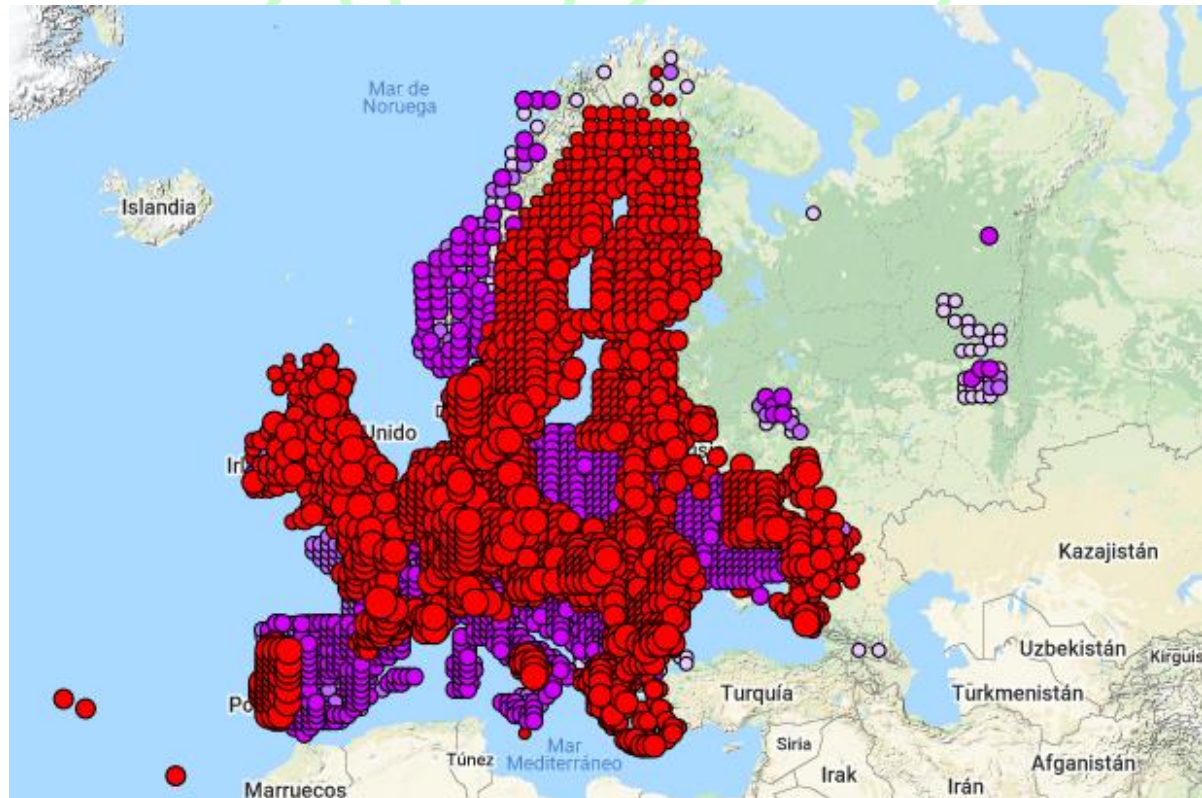 Mar de
Noruega
Islandia
Unido
Kazajistán
Uzbekistán
Kirguis
Turquía
Turkmenistán
Túnez
Mar
Mediterráneo
Siria
Irak
Irán
Afganistán
Marruecos